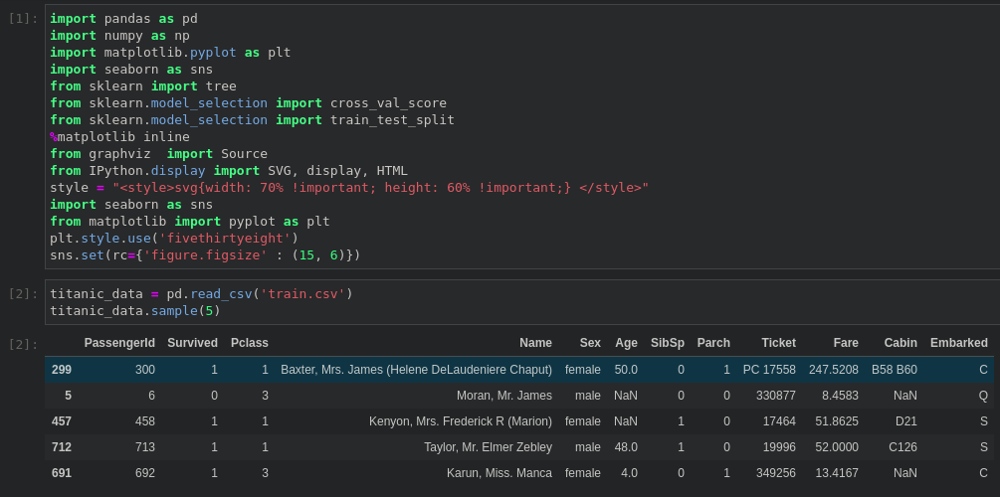 [1]:
import pandas as pd
import numpy as np
import matplotlib.pyplot as plt
import seaborn as sns
from sklearn import tree
from sklearn.model_selection import cross_val_score
from sklearn.model_selection import train_test_split
%matplotlib inline
from graphviz  import Source
from IPython.display import SVG, display, HTML
style = "<style>svg{width: 70% !important; height: 60% !important;} </style>"
import seaborn as sns
from matplotlib import pyplot as plt
plt.style.use('fivethirtyeight')
sns.set(rc={'figure.figsize' : (15, 6)})
[2]:
titanic_data = pd.read_csv('train.csv')
titanic_data.sample(5)
[2]:
PassengerId Survived Pclass Name Sex Age SibSp Parch Ticket Fare Cabin Embarked
299 300 1 1 Baxter, Mrs. James (Helene DeLaudeniere Chaput) female 50.0 0 1 PC 17558 247.5208 B58 B60 C
5 6 0 3 Moran, Mr. James male NaN 0 0 330877 8.4583 NaN Q
457 458 1 1 Kenyon, Mrs. Frederick R (Marion) female NaN 1 0 17464 51.8625 D21 S
712 713 1 1 Taylor, Mr. Elmer Zebley male 48.0 1 0 19996 52.0000 C126 S
691 692 1 3 Karun, Miss. Manca female 4.0 0 1 349256 13.4167 NaN C